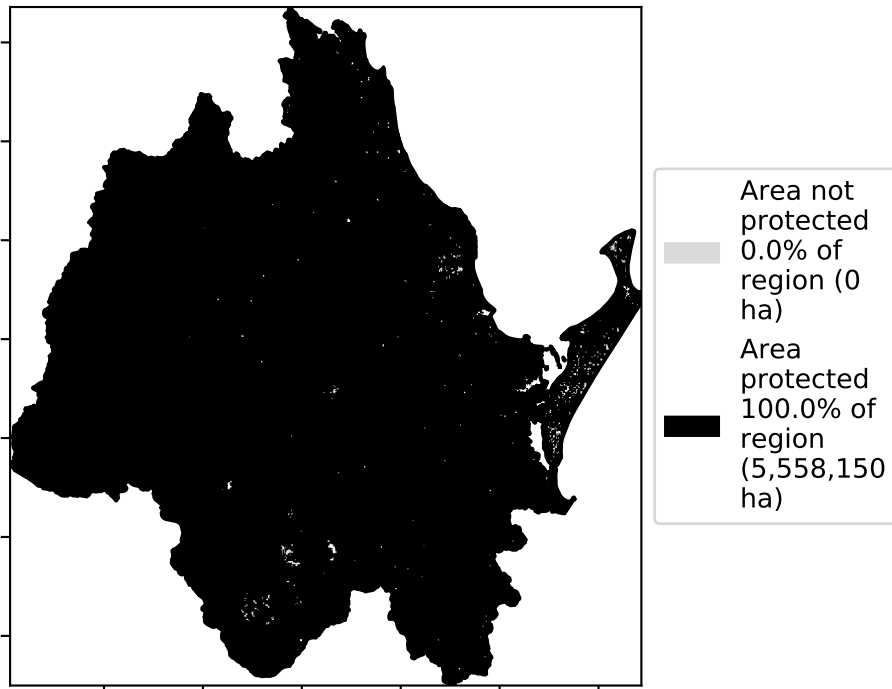 Area not
protected
0.0% of
region (0
ha)
Area
protected
100.0% of
region
(5,558,150
ha)